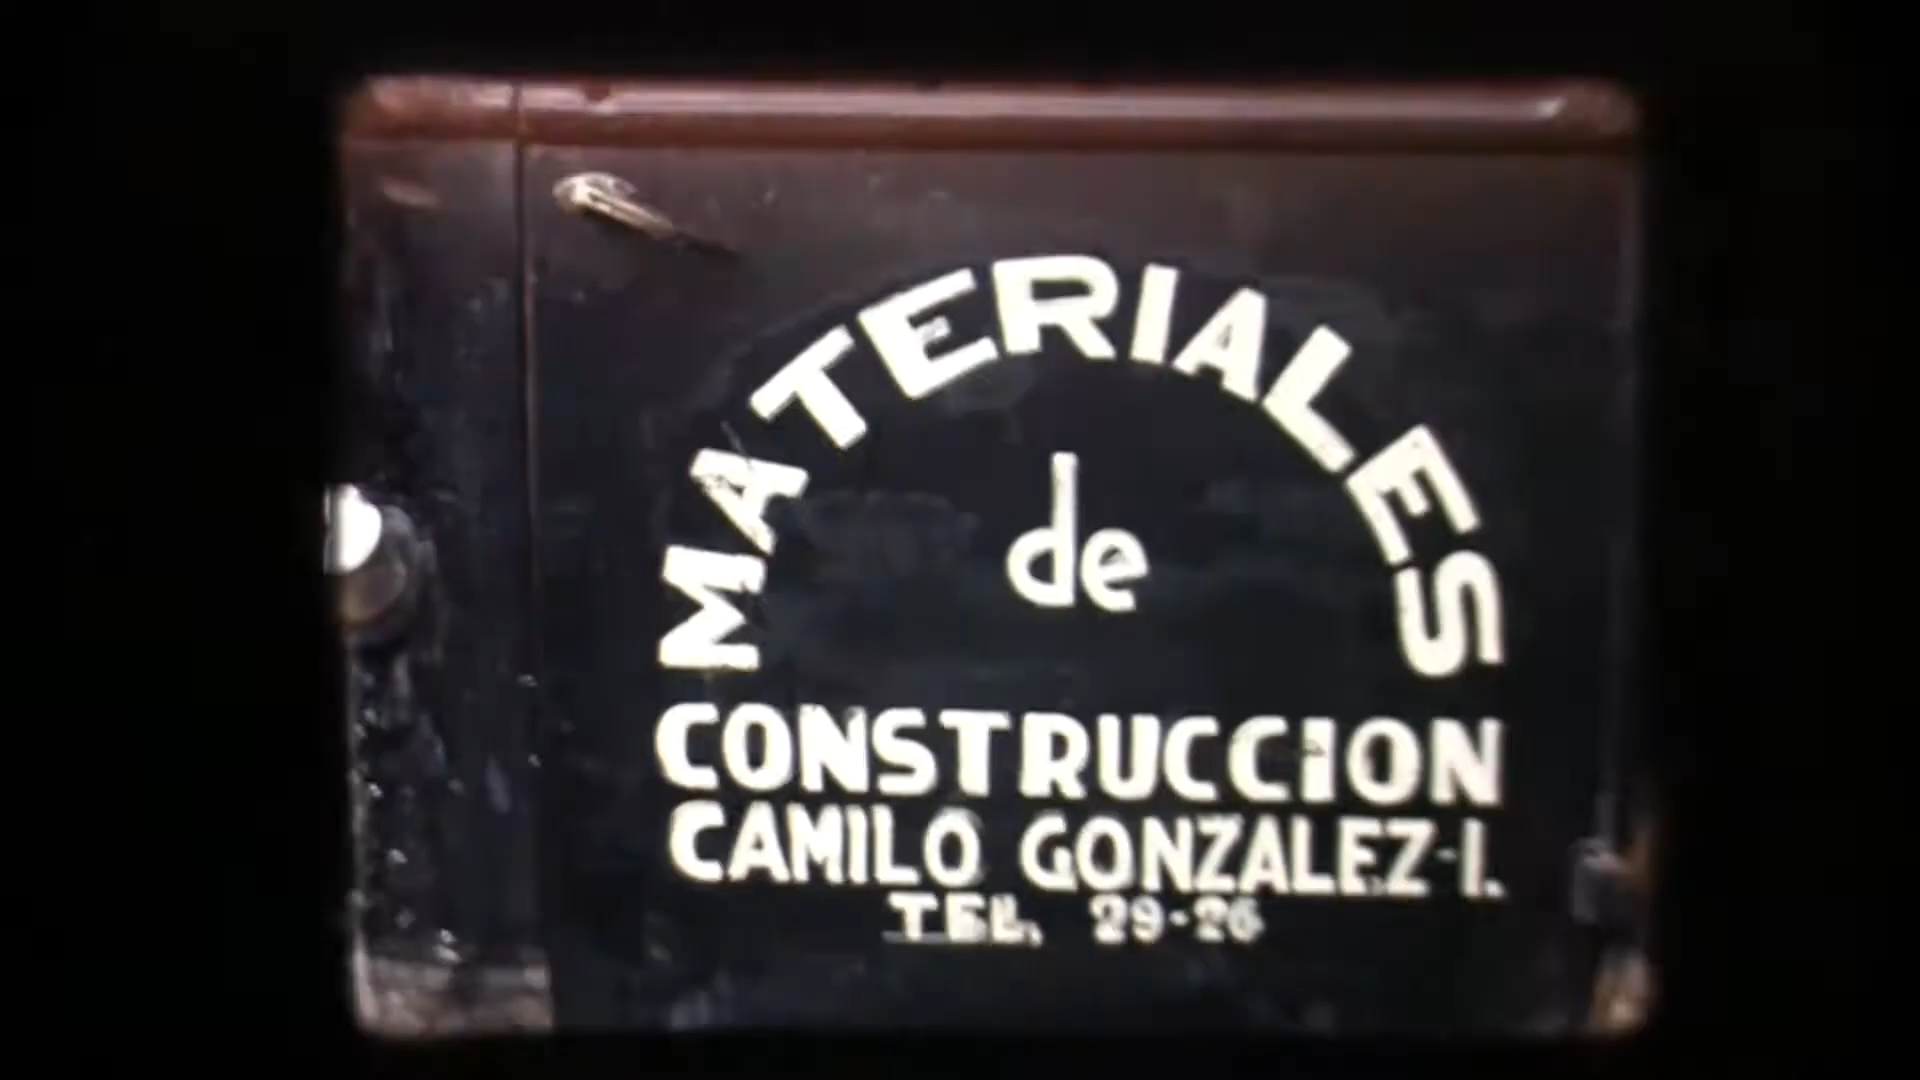 MATERIALES
de
CONSTRUCCION
CAMILO GONZALEZ-I.
TEL. 29-26